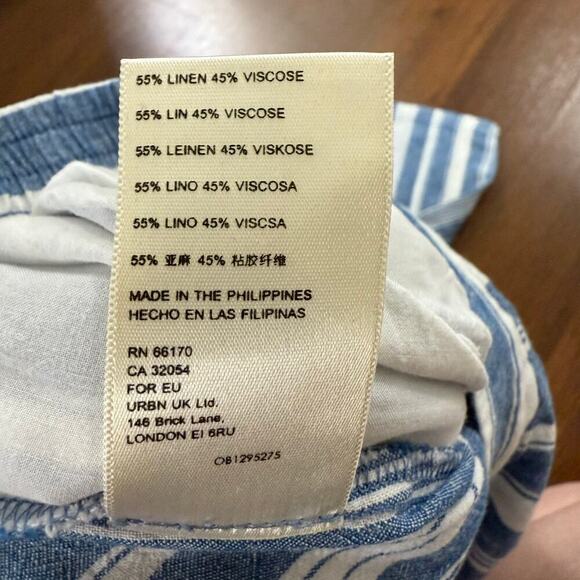 55% LINEN 45% VISCOSE
55% LIN 45% VISCOSE
55% LEINEN 45% VISKOSE
55% LINO 45% VISCOSA
55% LINO 45% VISCSA
55% 亚麻 45% 粘胶纤维
MADE IN THE PHILIPPINES
HECHO EN LAS FILIPINAS
RN 66170
CA 32054
FOR EU
URBN UK Ltd.
146 Brick Lane,
LONDON EI 6RU
OB1295275